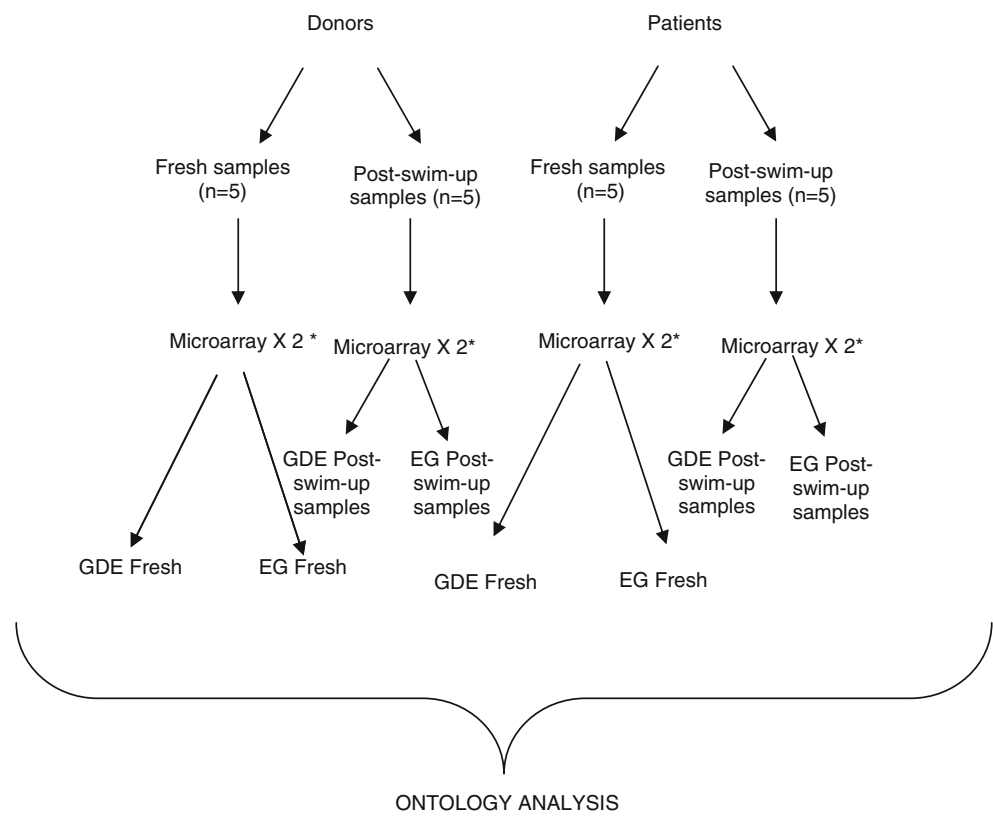 Donors
Patients
Fresh samples
(n=5)
Post-swim-up
samples (n=5)
Fresh samples
(n=5)
Post-swim-up
samples (n=5)
Microarray X 2 *
Microarray X 2*
Microarray X 2*
Microarray X 2*
GDE Post-
swim-up
samples
EG Post-
swim-up
samples
GDE Post-
swim-up
samples
EG Post-
swim-up
samples
GDE Fresh
EG Fresh
GDE Fresh
EG Fresh
ONTOLOGY ANALYSIS